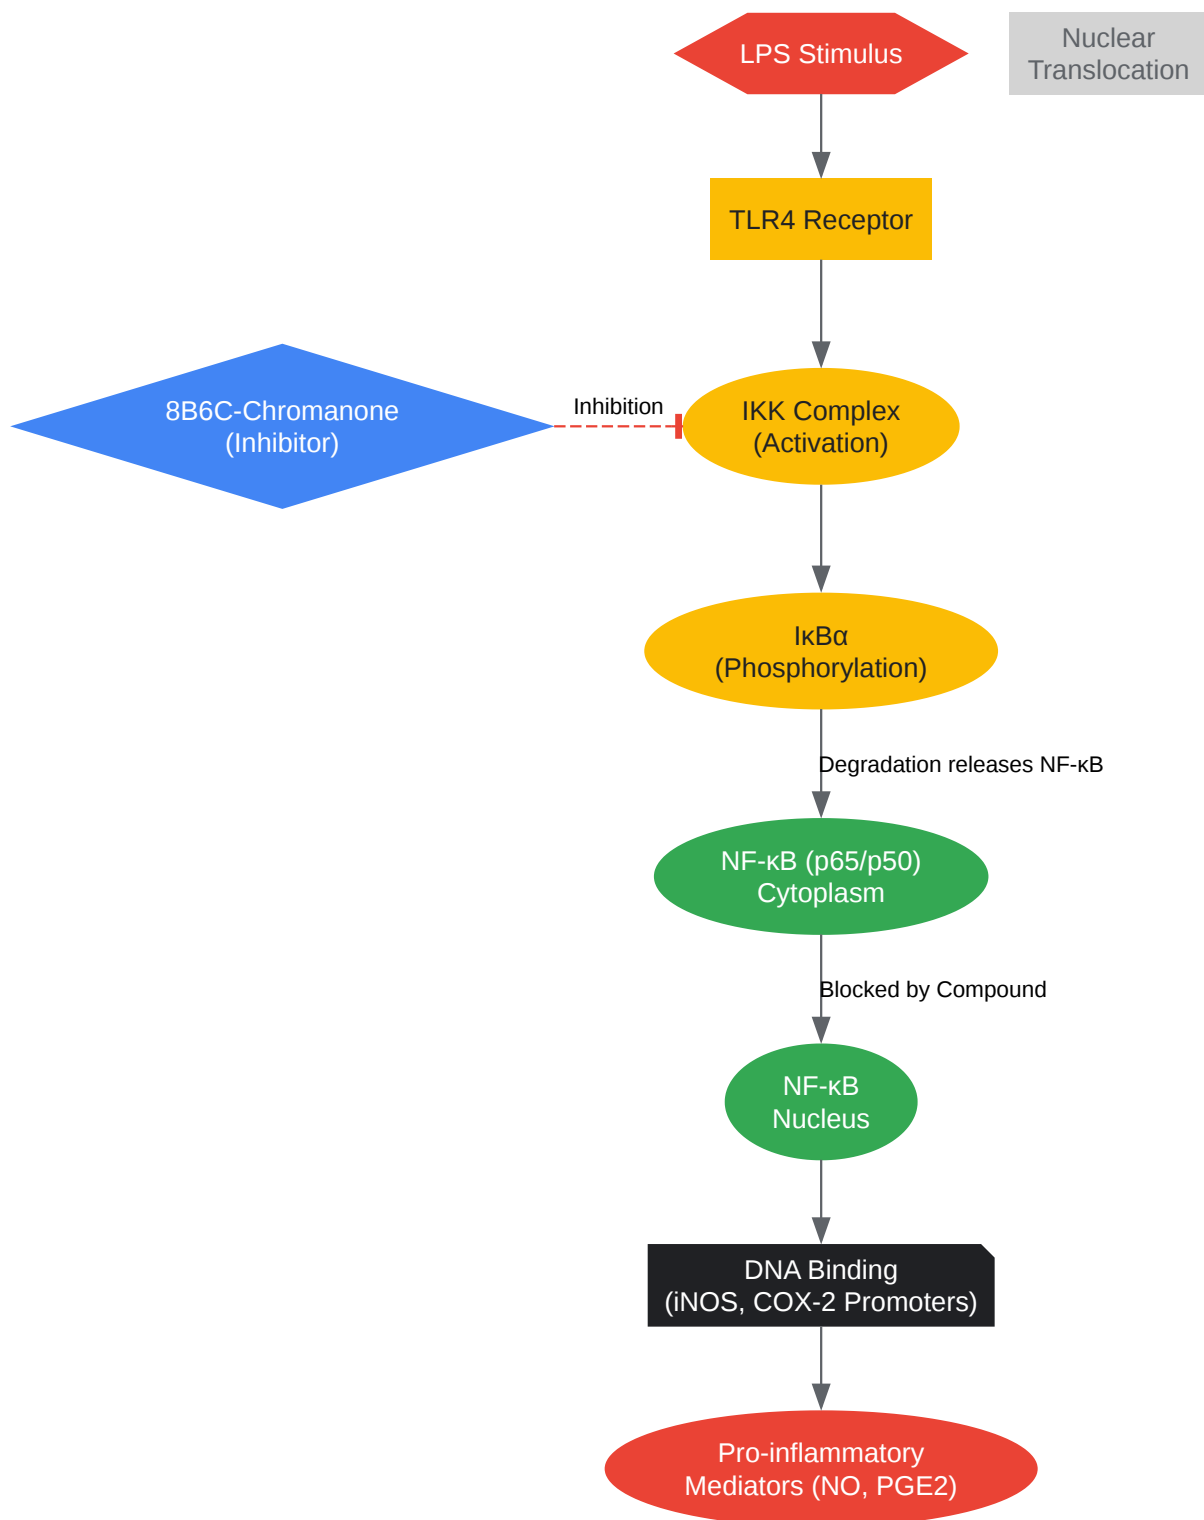 LPS Stimulus
Nuclear
Translocation
TLR4 Receptor
8B6C-Chromanone
(Inhibitor)
Inhibition
IKK Complex
(Activation)
IκBα
(Phosphorylation)
Degradation releases NF-κB
NF-κB (p65/p50)
Cytoplasm
Blocked by Compound
NF-κB
Nucleus
DNA Binding
(iNOS, COX-2 Promoters)
Pro-inflammatory
Mediators (NO, PGE2)